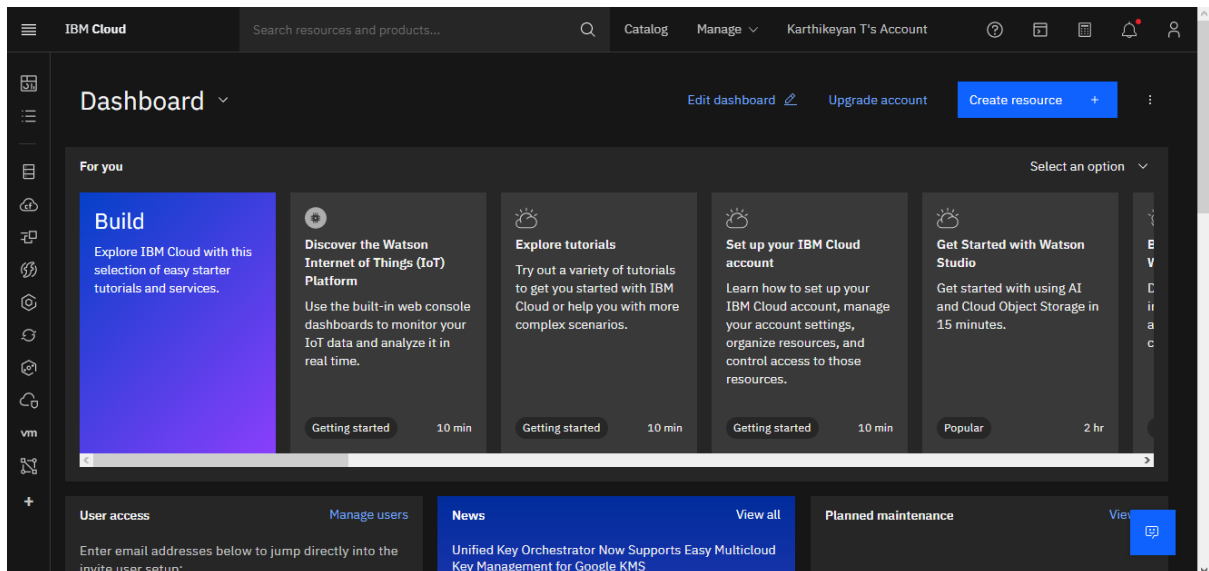 IBM Cloud
Search resources and products...
Catalog
Manage
Karthikeyan T's Account
Dashboard
Edit dashboard
Upgrade account
Create resource +
For you
Select an option
Build
Explore IBM Cloud with this
selection of easy starter
tutorials and services.
Discover the Watson
Internet of Things (IoT)
Platform
Use the built-in web console
dashboards to monitor your
IoT data and analyze it in
real time.
Getting started
10 min
Explore tutorials
Try out a variety of tutorials
to get you started with IBM
Cloud or help you with more
complex scenarios.
Getting started
10 min
Set up your IBM Cloud
account
Learn how to set up your
IBM Cloud account, manage
your account settings,
organize resources, and
control access to those
resources.
Getting started
10 min
Get Started with Watson
Studio
Get started with using AI
and Cloud Object Storage in
15 minutes.
Popular
2 hr
vm
User access
Manage users
Enter email addresses below to jump directly into the
invite user setup:
News
View all
Unified Key Orchestrator Now Supports Easy Multicloud
Key Management for Google KMS
Planned maintenance